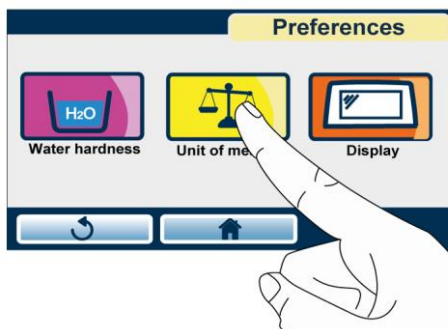 Preferences
H2O
Water hardness
Unit of me
Display